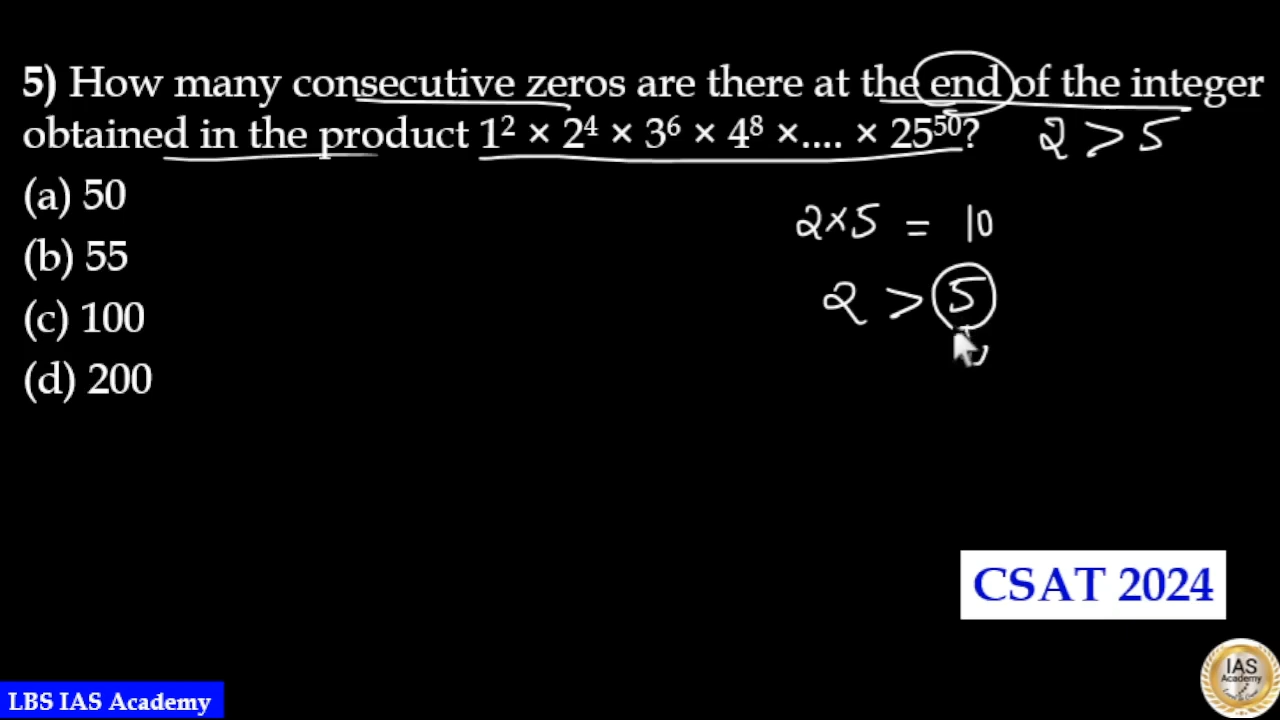 5) How many consecutive zeros are there at the end of the integer
obtained in the product 1² × 2⁴ × 3⁶ × 4⁸ ×.... × 25⁵⁰? 2 > 5
(a) 50
2×5 = 10
(b) 55
2 > 5
(c) 100
(d) 200
CSAT 2024
LBS IAS Academy
IAS
Academy